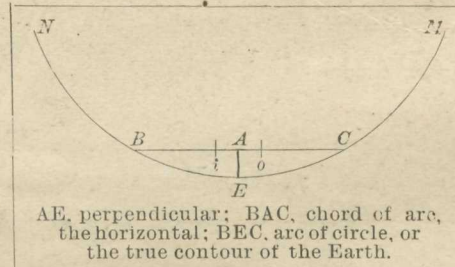 N M
B A C
i o
E
AE, perpendicular; BAC, chord of arc,
the horizontal; BEC, arc of circle, or
the true contour of the Earth.